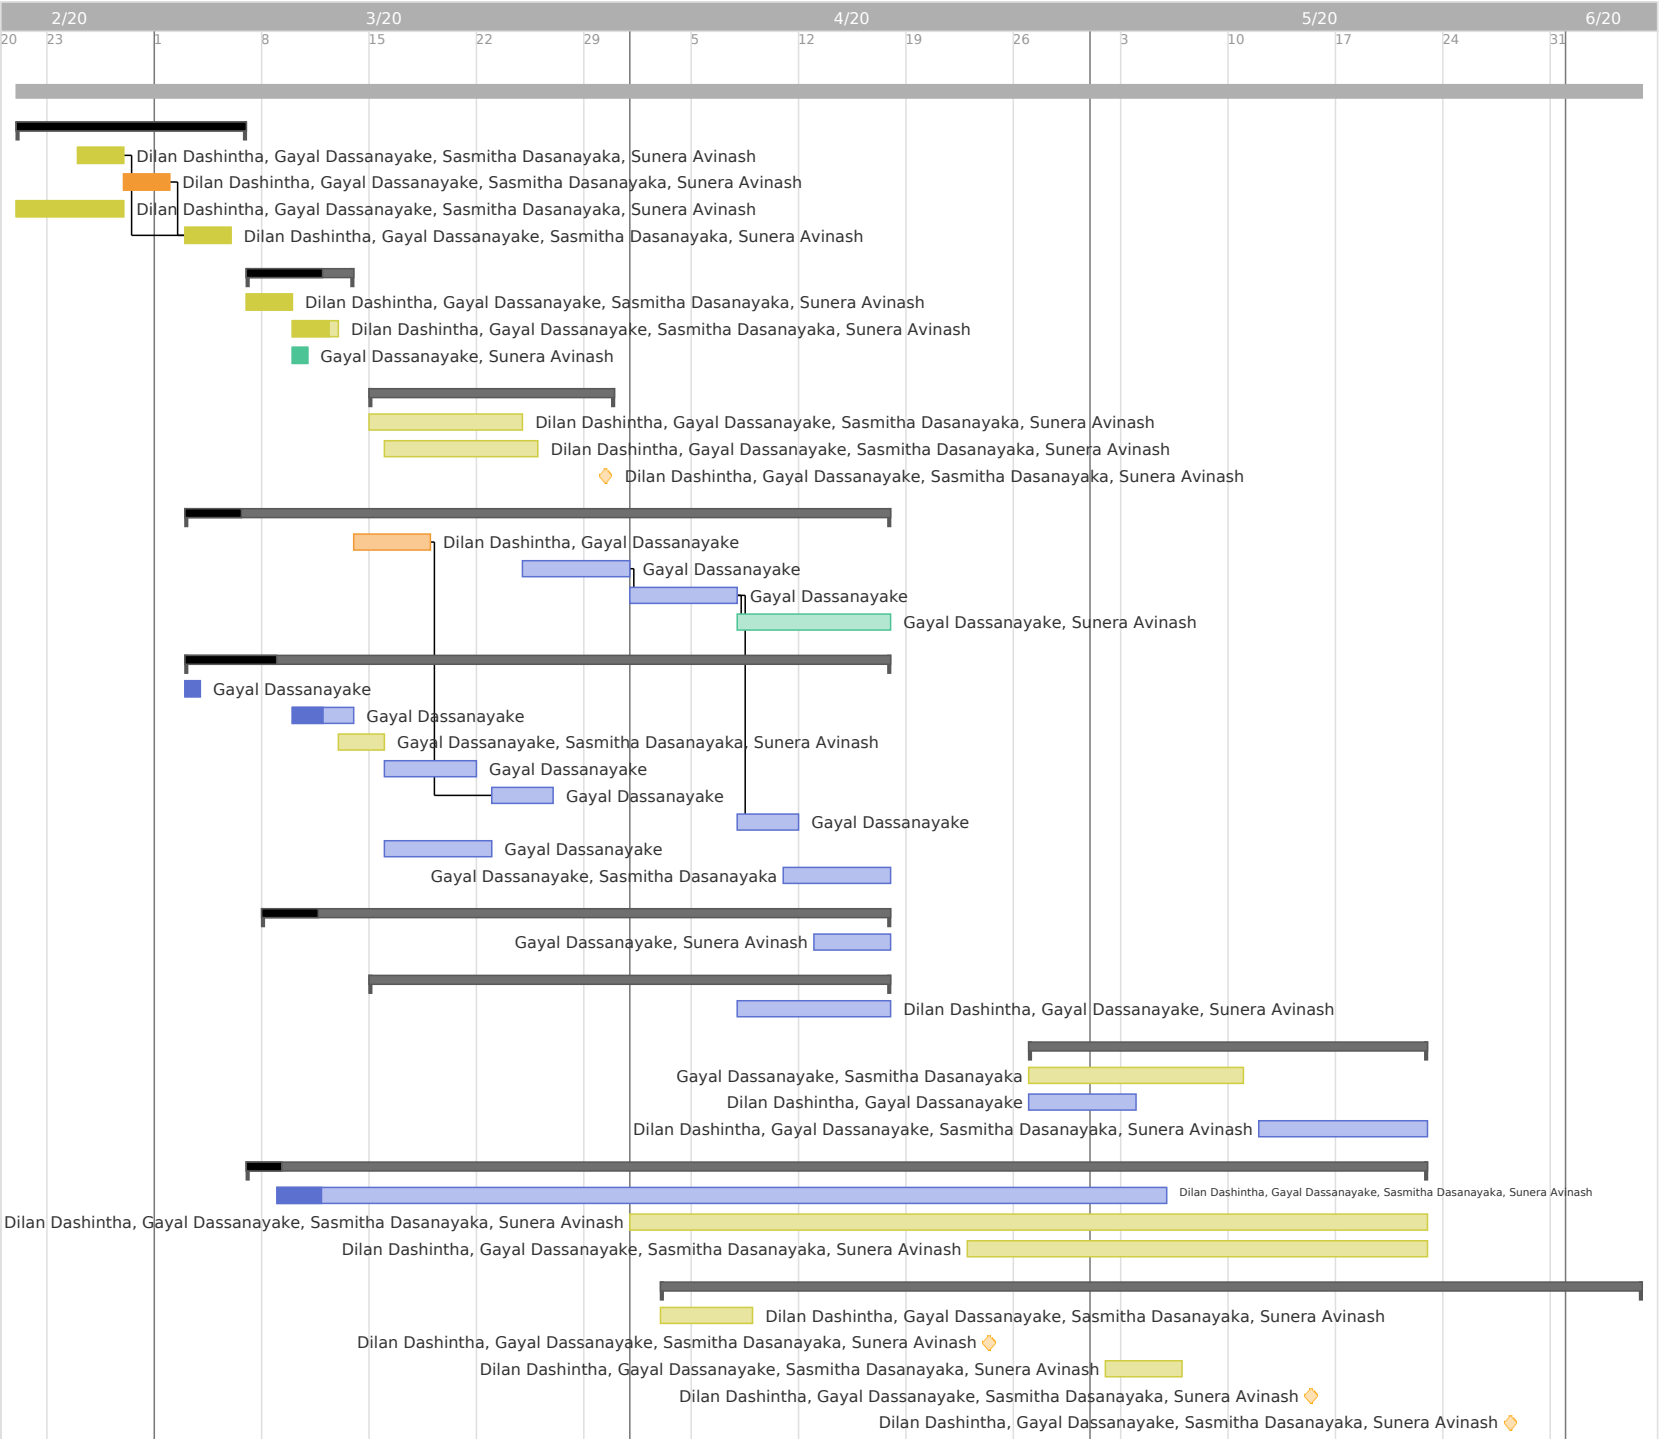 2/20 3/20 4/20 5/20 6/20
20 23 1 8 15 22 29 5 12 19 26 3 10 17 24 31
Dilan Dashintha, Gayal Dassanayake, Sasmitha Dasanayaka, Sunera Avinash
Dilan Dashintha, Gayal Dassanayake, Sasmitha Dasanayaka, Sunera Avinash
Dilan Dashintha, Gayal Dassanayake, Sasmitha Dasanayaka, Sunera Avinash
Dilan Dashintha, Gayal Dassanayake, Sasmitha Dasanayaka, Sunera Avinash
Dilan Dashintha, Gayal Dassanayake, Sasmitha Dasanayaka, Sunera Avinash
Dilan Dashintha, Gayal Dassanayake, Sasmitha Dasanayaka, Sunera Avinash
Gayal Dassanayake, Sunera Avinash
Dilan Dashintha, Gayal Dassanayake, Sasmitha Dasanayaka, Sunera Avinash
Dilan Dashintha, Gayal Dassanayake, Sasmitha Dasanayaka, Sunera Avinash
Dilan Dashintha, Gayal Dassanayake, Sasmitha Dasanayaka, Sunera Avinash
Dilan Dashintha, Gayal Dassanayake
Gayal Dassanayake
Gayal Dassanayake
Gayal Dassanayake, Sunera Avinash
Gayal Dassanayake
Gayal Dassanayake
Gayal Dassanayake, Sasmitha Dasanayaka, Sunera Avinash
Gayal Dassanayake
Gayal Dassanayake
Gayal Dassanayake
Gayal Dassanayake
Gayal Dassanayake, Sasmitha Dasanayaka
Gayal Dassanayake, Sunera Avinash
Dilan Dashintha, Gayal Dassanayake, Sunera Avinash
Gayal Dassanayake, Sasmitha Dasanayaka
Dilan Dashintha, Gayal Dassanayake
Dilan Dashintha, Gayal Dassanayake, Sasmitha Dasanayaka, Sunera Avinash
Dilan Dashintha, Gayal Dassanayake, Sasmitha Dasanayaka, Sunera Avinash
Dilan Dashintha, Gayal Dassanayake, Sasmitha Dasanayaka, Sunera Avinash
Dilan Dashintha, Gayal Dassanayake, Sasmitha Dasanayaka, Sunera Avinash
Dilan Dashintha, Gayal Dassanayake, Sasmitha Dasanayaka, Sunera Avinash
Dilan Dashintha, Gayal Dassanayake, Sasmitha Dasanayaka, Sunera Avinash
Dilan Dashintha, Gayal Dassanayake, Sasmitha Dasanayaka, Sunera Avinash
Dilan Dashintha, Gayal Dassanayake, Sasmitha Dasanayaka, Sunera Avinash
Dilan Dashintha, Gayal Dassanayake, Sasmitha Dasanayaka, Sunera Avinash